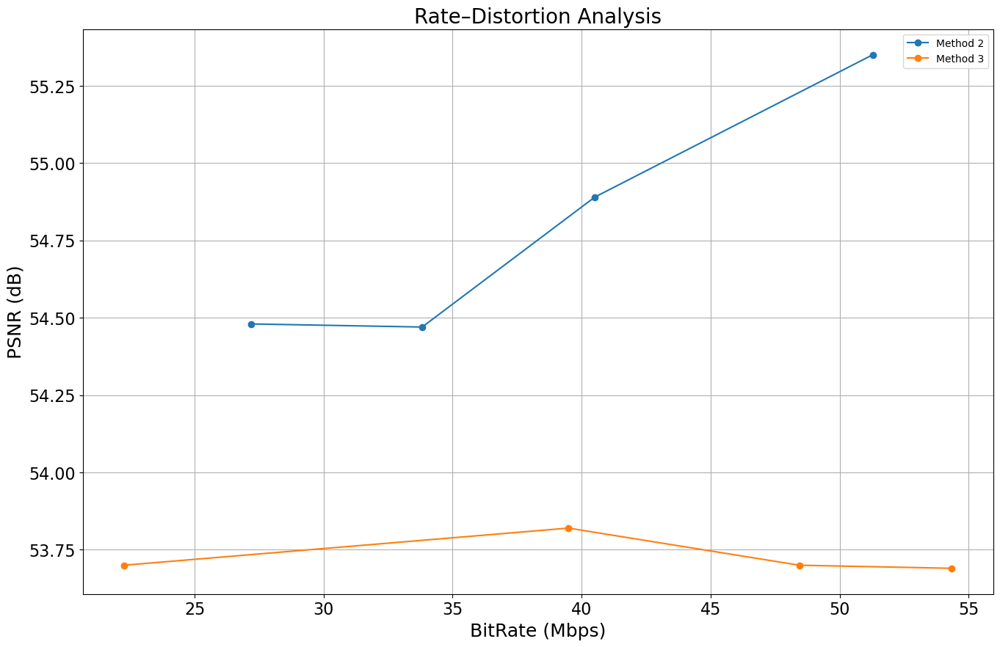 Rate–Distortion Analysis
Method 2
Method 3
55.25
55.00
54.75
54.50
54.25
54.00
53.75
PSNR (dB)
25 30 35 40 45 50 55
BitRate (Mbps)